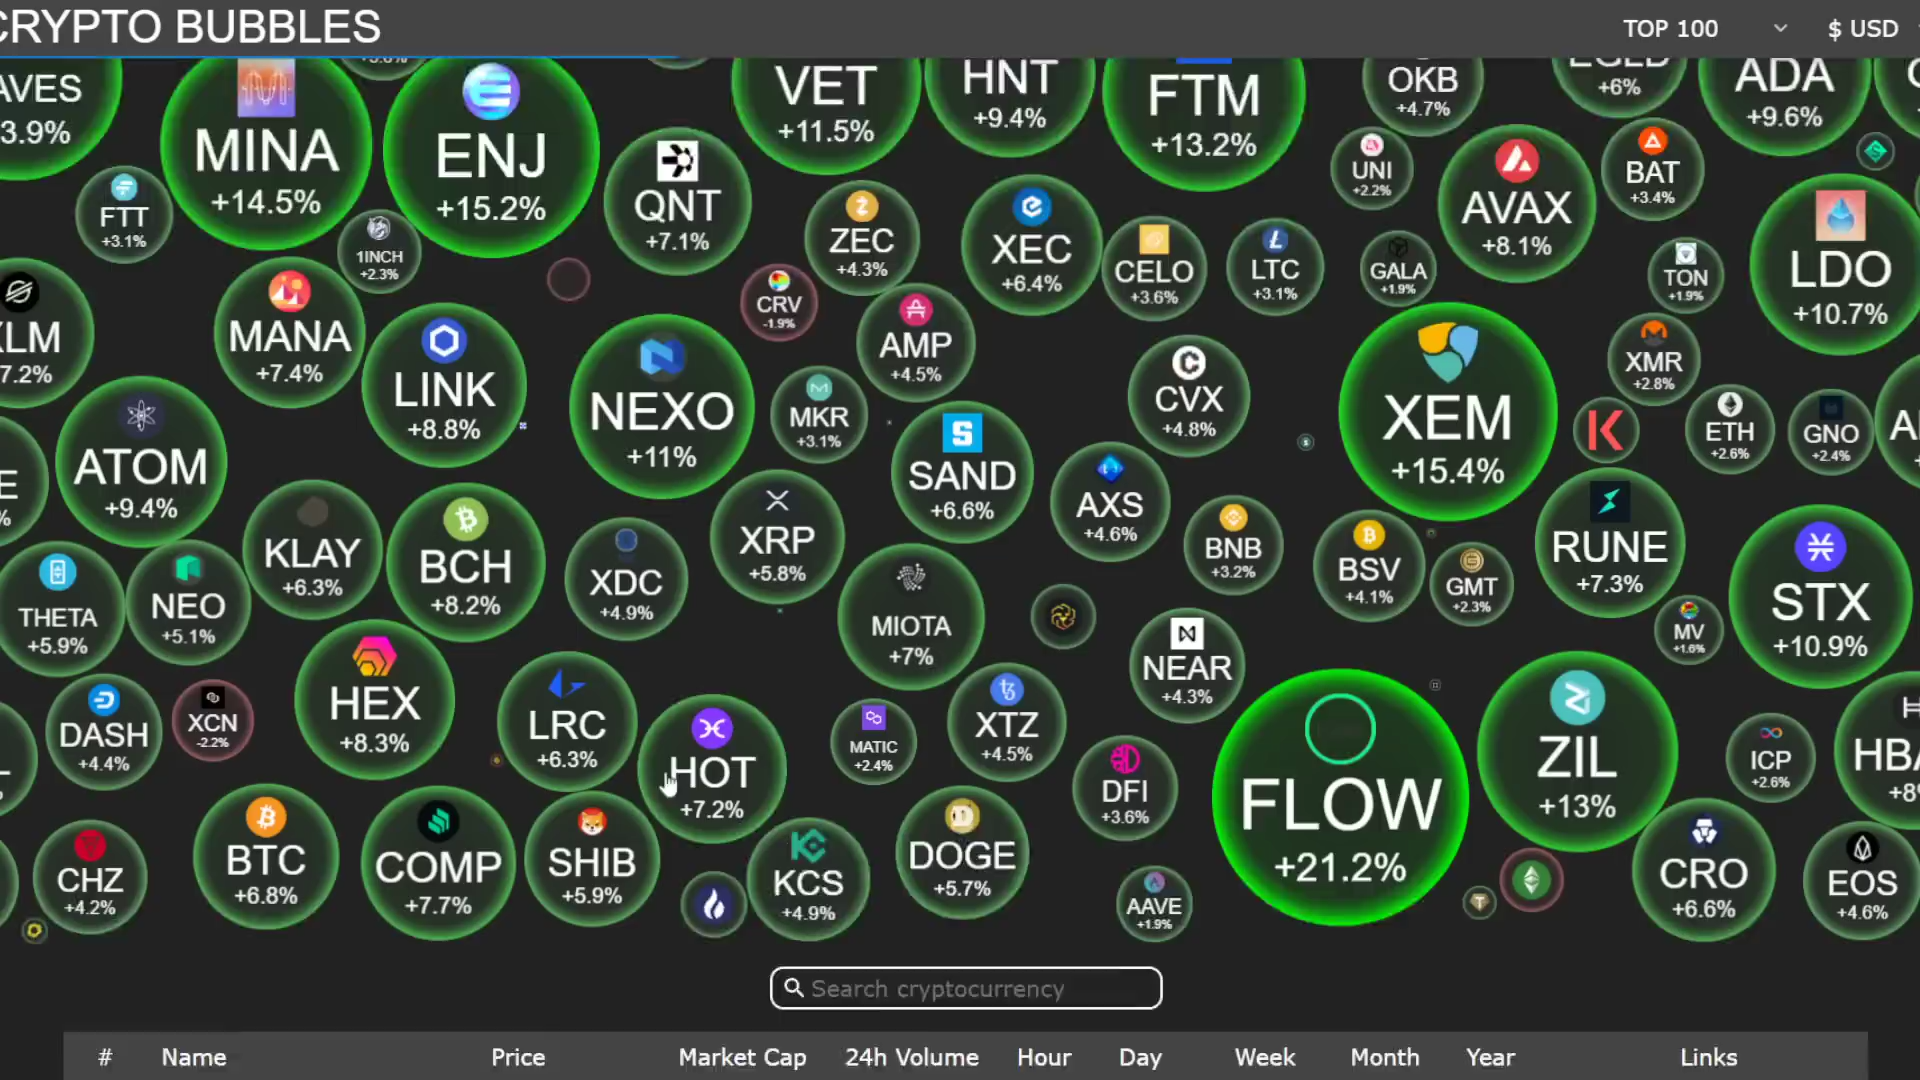 CRYPTO BUBBLES
TOP 100
$ USD
AVES
3.9%
MINA
+14.5%
ENJ
+15.2%
VET
+11.5%
HNT
+9.4%
FTM
+13.2%
OKB
+4.7%
+6%
ADA
+9.6%
FTT
+3.1%
1INCH
+2.3%
QNT
+7.1%
ZEC
+4.3%
XEC
+6.4%
CELO
+3.6%
LTC
+3.1%
UNI
+2.2%
GALA
+1.9%
AVAX
+8.1%
BAT
+3.4%
TON
+1.9%
LDO
+10.7%
XLM
7.2%
MANA
+7.4%
LINK
+8.8%
NEXO
+11%
CRV
-1.9%
AMP
+4.5%
MKR
+3.1%
CVX
+4.8%
XEM
+15.4%
XMR
+2.8%
ETH
+2.6%
GNO
+2.4%
ATOM
+9.4%
KLAY
+6.3%
BCH
+8.2%
XDC
+4.9%
XRP
+5.8%
SAND
+6.6%
AXS
+4.6%
BNB
+3.2%
BSV
+4.1%
GMT
+2.3%
RUNE
+7.3%
STX
+10.9%
THETA
+5.9%
NEO
+5.1%
MIOTA
+7%
NEAR
+4.3%
MV
+1.6%
DASH
+4.4%
XCN
-2.2%
HEX
+8.3%
LRC
+6.3%
HOT
+7.2%
MATIC
+2.4%
XTZ
+4.5%
DFI
+3.6%
FLOW
+21.2%
ZIL
+13%
ICP
+2.6%
HBA
+8%
CHZ
+4.2%
BTC
+6.8%
COMP
+7.7%
SHIB
+5.9%
KCS
+4.9%
DOGE
+5.7%
AAVE
+1.9%
CRO
+6.6%
EOS
+4.6%
Search cryptocurrency
# Name Price Market Cap 24h Volume Hour Day Week Month Year Links